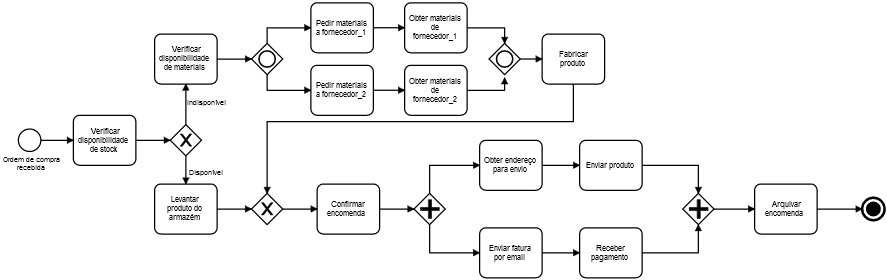 Pedir materiais
a fornecedor_1
Obter materiais
de
fornecedor_1
Verificar
disponibilidade
de materiais
Fabricar
produto
Pedir materiais
a fornecedor_2
Obter materiais
de
fornecedor_2
Indisponível
Verificar
disponibilidade
de stock
X
Ordem de compra
recebida
Disponível
Obter endereço
para envio
Enviar produto
Levantar
produto do
armazém
X
Confirmar
encomenda
Arquivar
encomenda
Enviar fatura
por email
Receber
pagamento